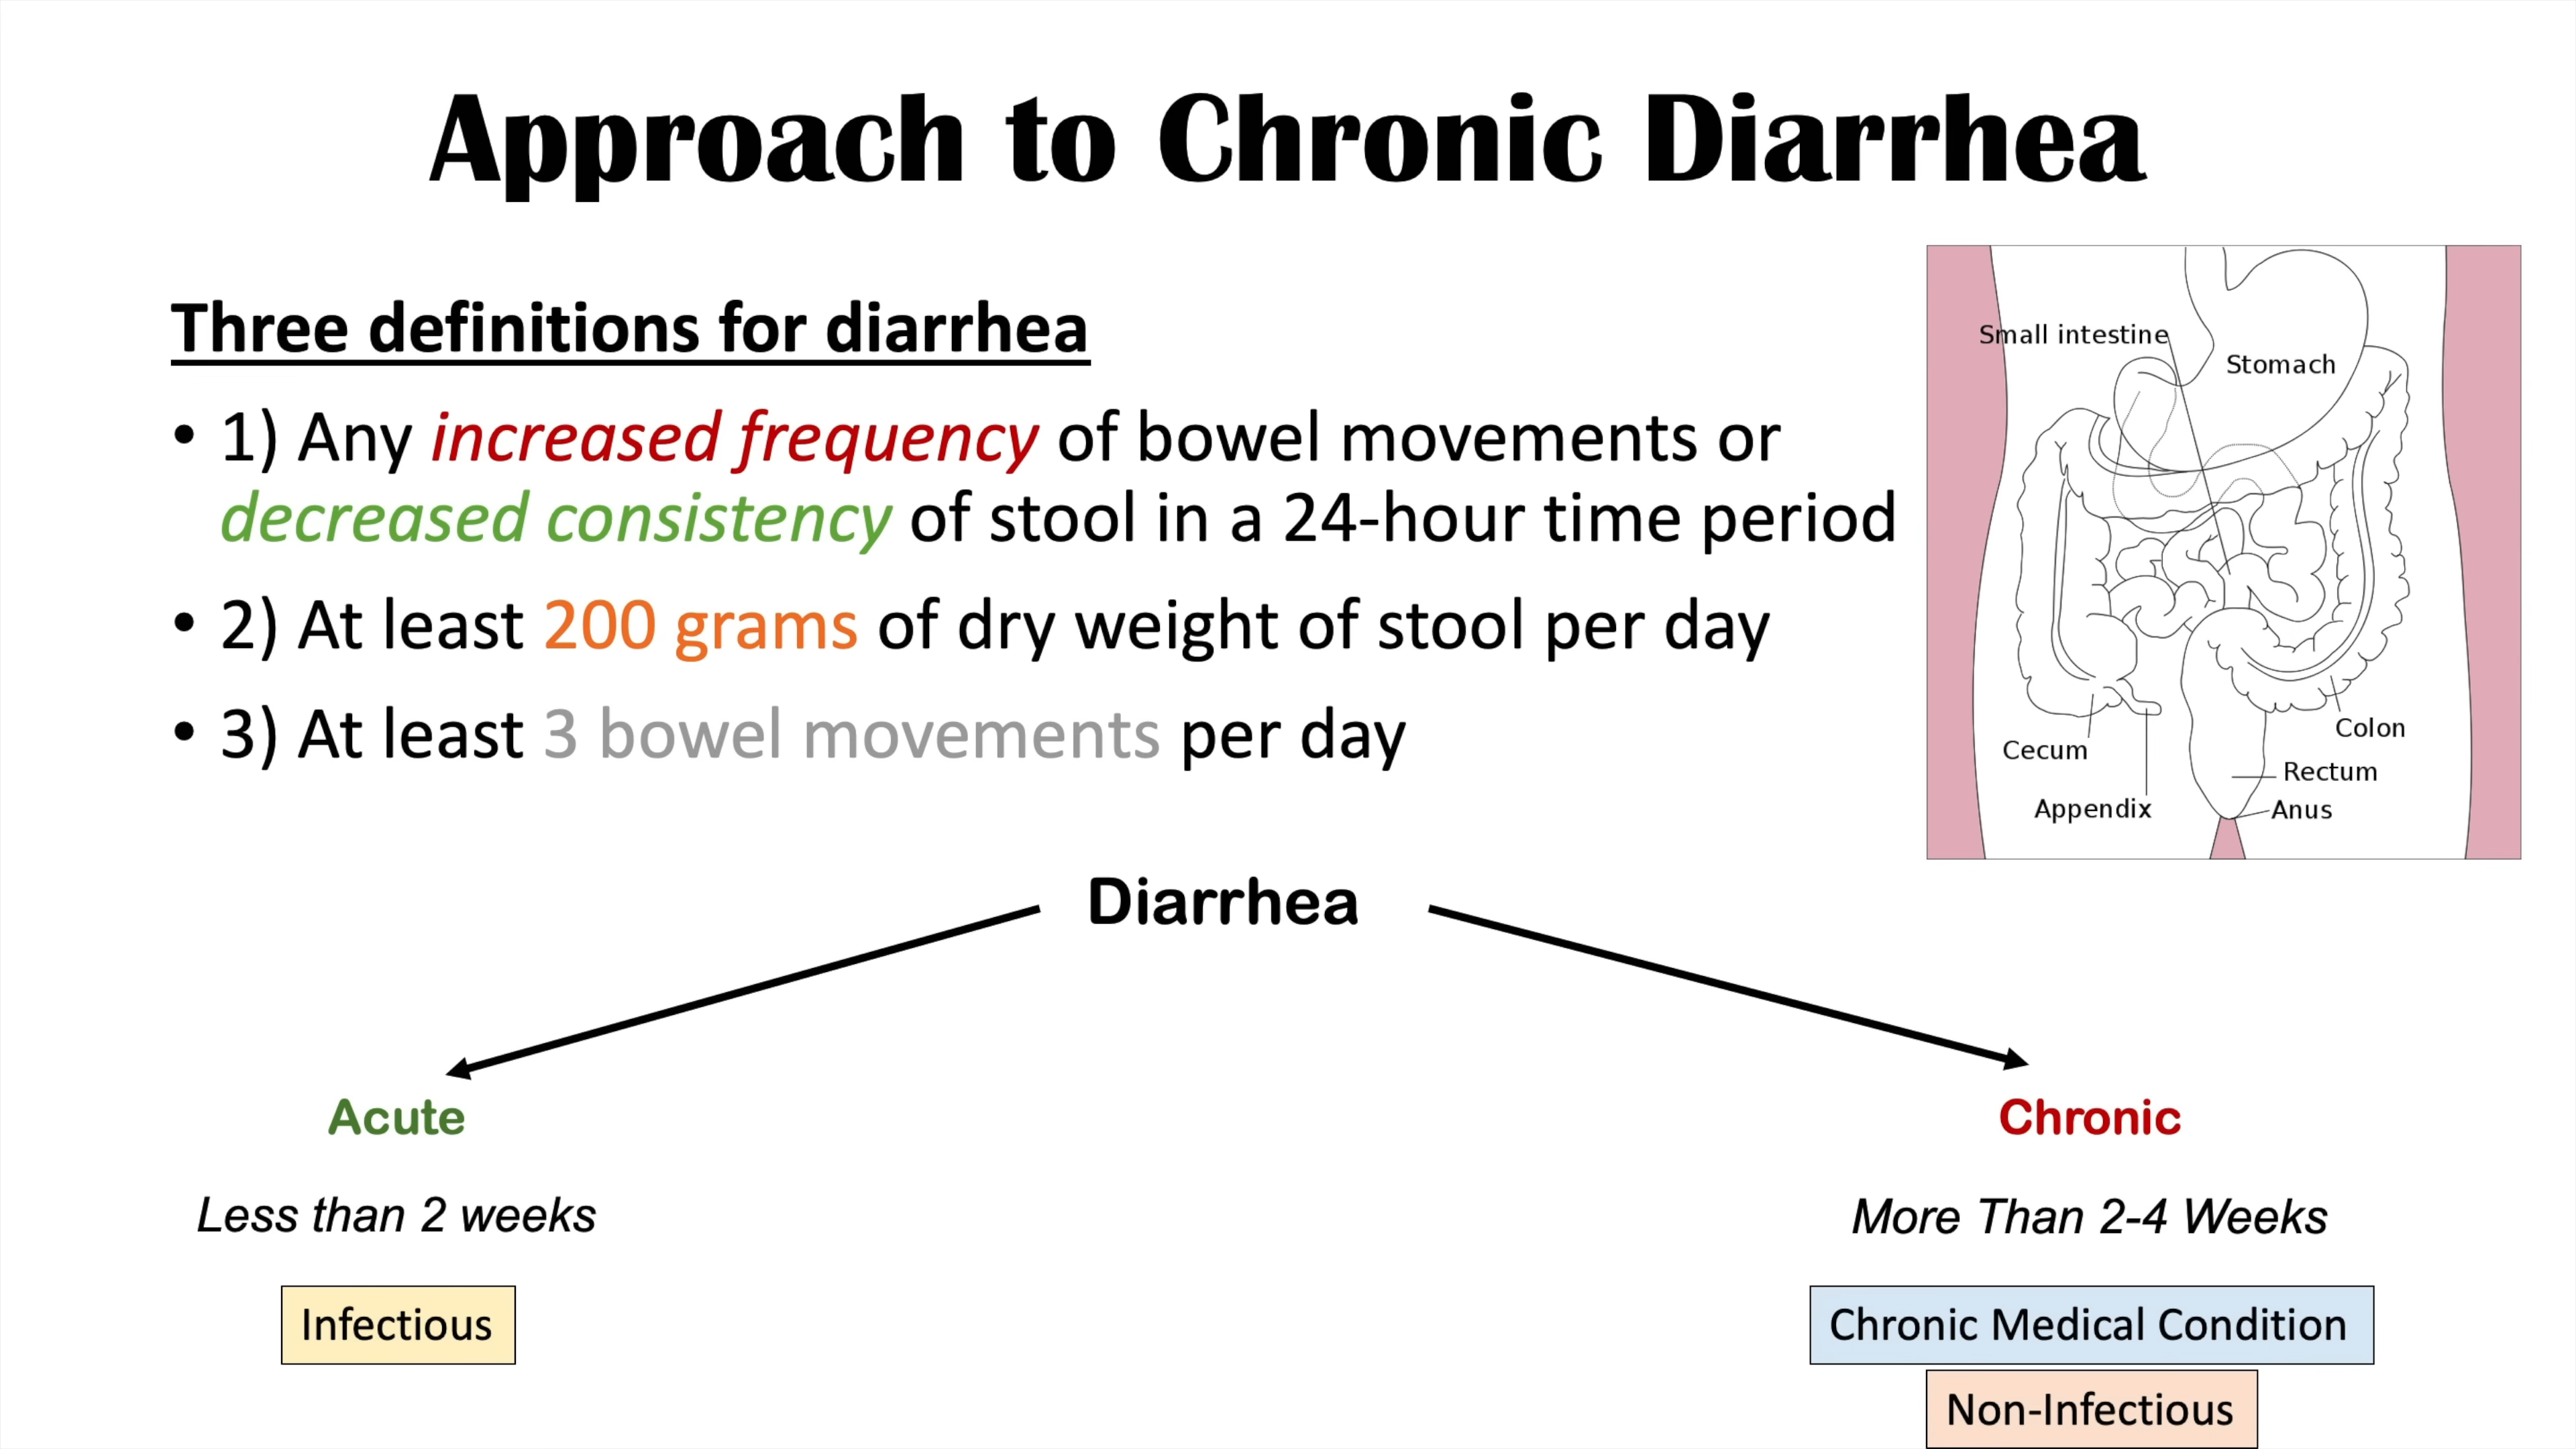 Approach to Chronic Diarrhea
Three definitions for diarrhea
• 1) Any increased frequency of bowel movements or
decreased consistency of stool in a 24-hour time period
• 2) At least 200 grams of dry weight of stool per day
• 3) At least 3 bowel movements per day
Small intestine
Stomach
Colon
Cecum
Rectum
Appendix
Anus
Diarrhea
Acute
Chronic
Less than 2 weeks
More Than 2-4 Weeks
Infectious
Chronic Medical Condition
Non-Infectious